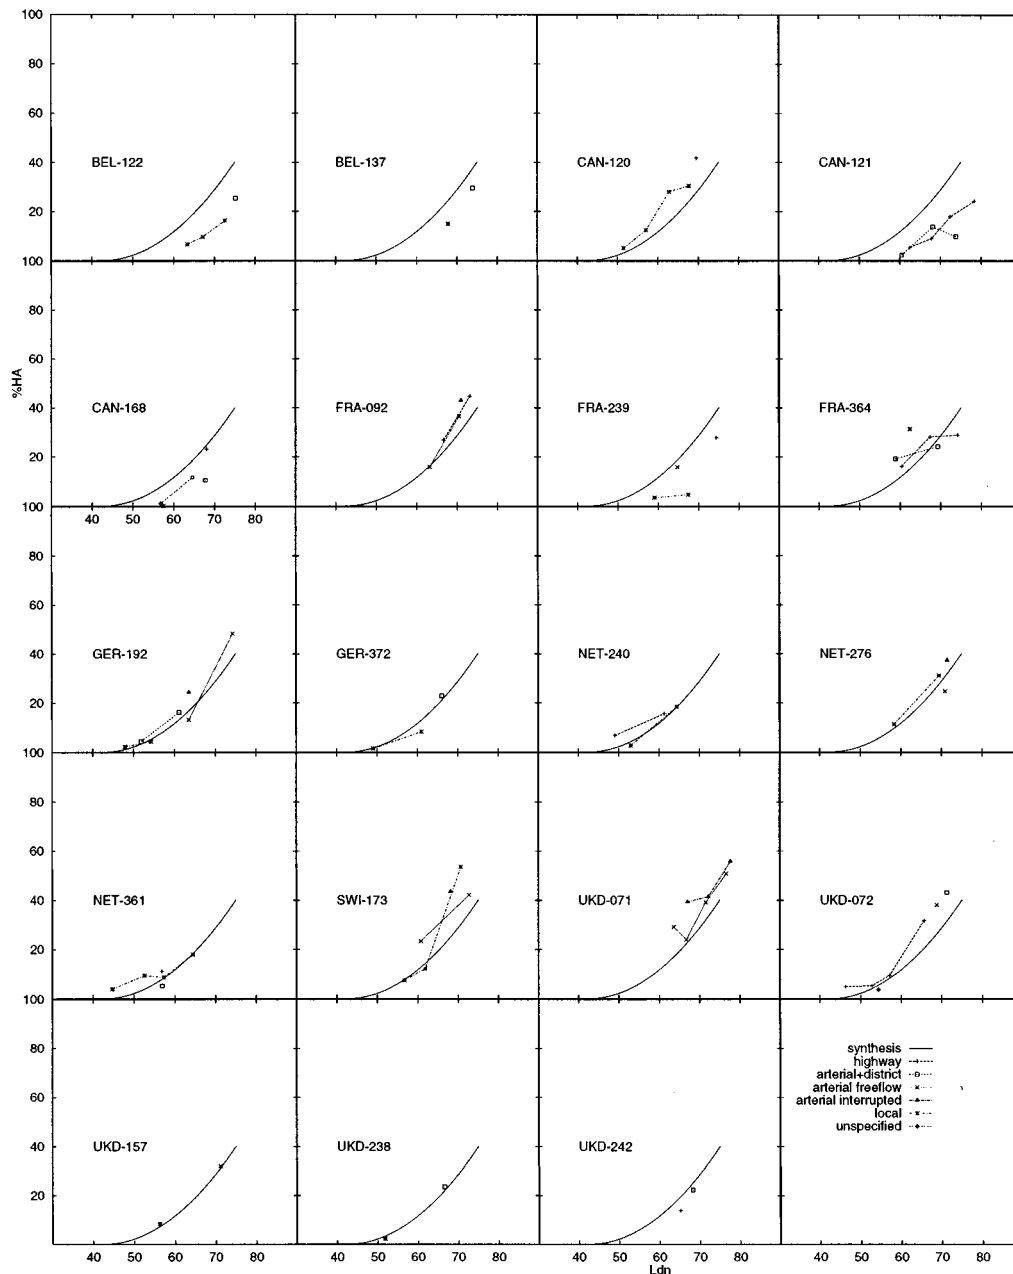 100
80
60
40
20
BEL-122
BEL-137
CAN-120
CAN-121
100
80
60
40
20
%HA
CAN-168
FRA-092
FRA-239
FRA-364
100
40 50 60 70 80
40 50 60 70 80
80
60
40
20
GER-192
GER-372
NET-240
NET-276
100
80
60
40
20
NET-361
SWI-173
UKD-071
UKD-072
100
80
60
40
20
UKD-157
UKD-238
UKD-242
synthesis
highway
arterial+district
arterial freeflow
arterial interrupted
local
unspecified
40 50 60 70 80
40 50 60 70 80
40 50 60 70 80
Ldn